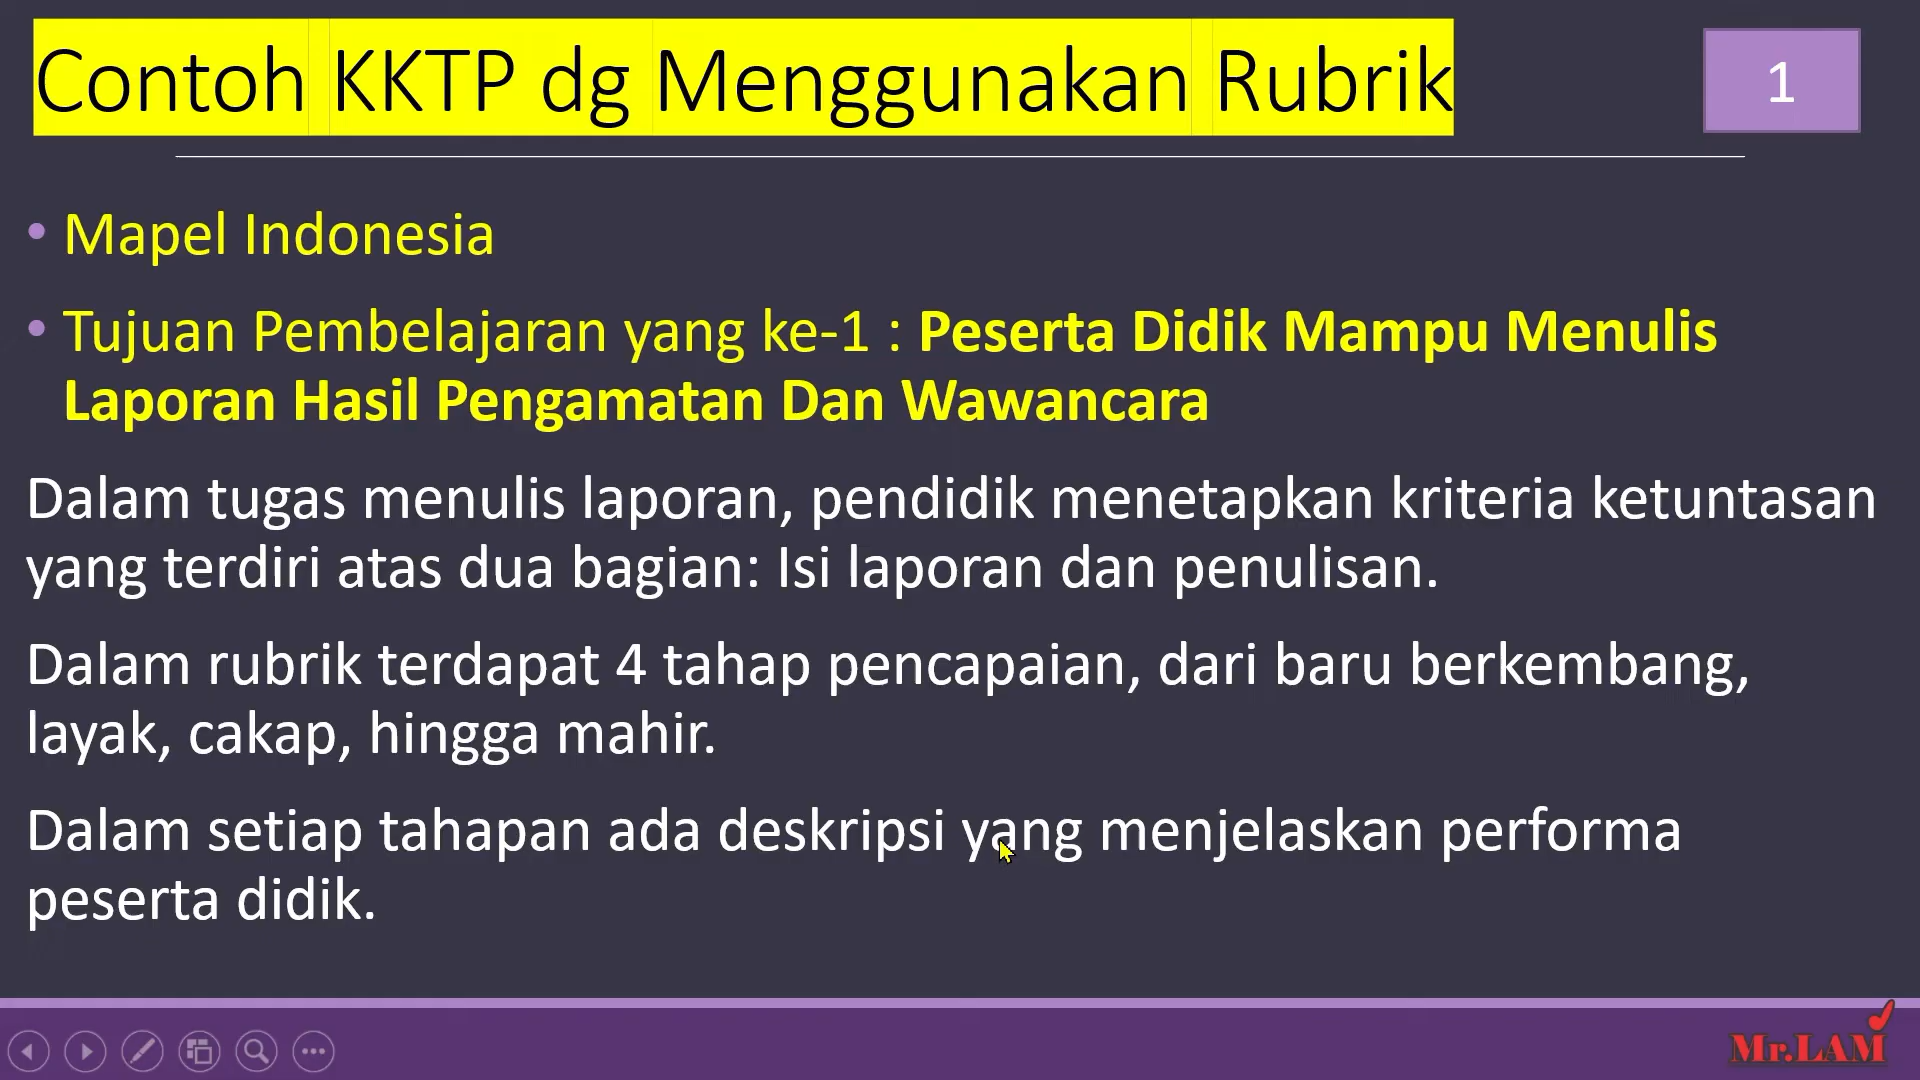 Contoh KKTP dg Menggunakan Rubrik
1
• Mapel Indonesia
• Tujuan Pembelajaran yang ke-1 : Peserta Didik Mampu Menulis
Laporan Hasil Pengamatan Dan Wawancara
Dalam tugas menulis laporan, pendidik menetapkan kriteria ketuntasan
yang terdiri atas dua bagian: Isi laporan dan penulisan.
Dalam rubrik terdapat 4 tahap pencapaian, dari baru berkembang,
layak, cakap, hingga mahir.
Dalam setiap tahapan ada deskripsi yang menjelaskan performa
peserta didik.
Mr.LAM